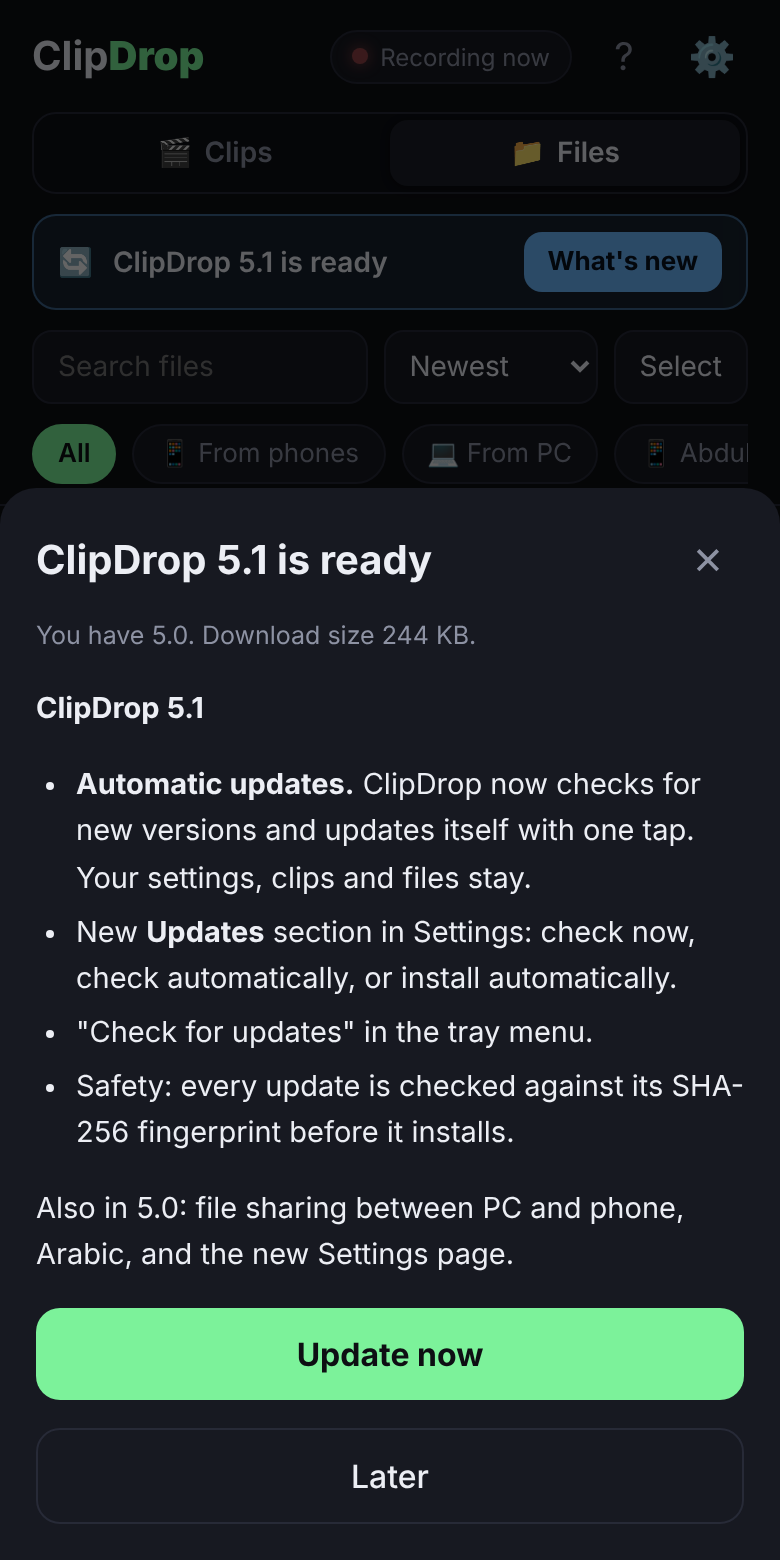 ClipDrop
Recording now
?
Clips
Files
ClipDrop 5.1 is ready
What's new
Search files
Newest
Select
All
From phones
From PC
ClipDrop 5.1 is ready
You have 5.0. Download size 244 KB.
ClipDrop 5.1
• Automatic updates. ClipDrop now checks for
new versions and updates itself with one tap.
Your settings, clips and files stay.
• New Updates section in Settings: check now,
check automatically, or install automatically.
• "Check for updates" in the tray menu.
• Safety: every update is checked against its SHA-
256 fingerprint before it installs.
Also in 5.0: file sharing between PC and phone,
Arabic, and the new Settings page.
Update now
Later